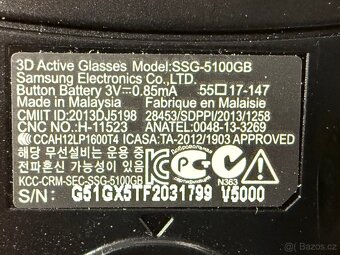 3D Active Glasses Model:SSG-5100GB
Samsung Electronics Co.,LTD.
Button Battery 3V⎓0.85mA 55□17-147
Made in Malaysia Fabrique en Malaisie
CMIIT ID:2013DJ5198 28453/SDPPI/2013/1258
CNC NO.: H-11523 ANATEL:0048-13-3269
CCAH12LP1600T4 ICASA:TA-2012/1903 APPROVED
해당 무선설비는 운용 중
전파혼신 가능성이 있음
KCC-CRM-SEC-SSG-5100GB
N363
S/N: G51GX5TF2031799 V5000
bazos.cz